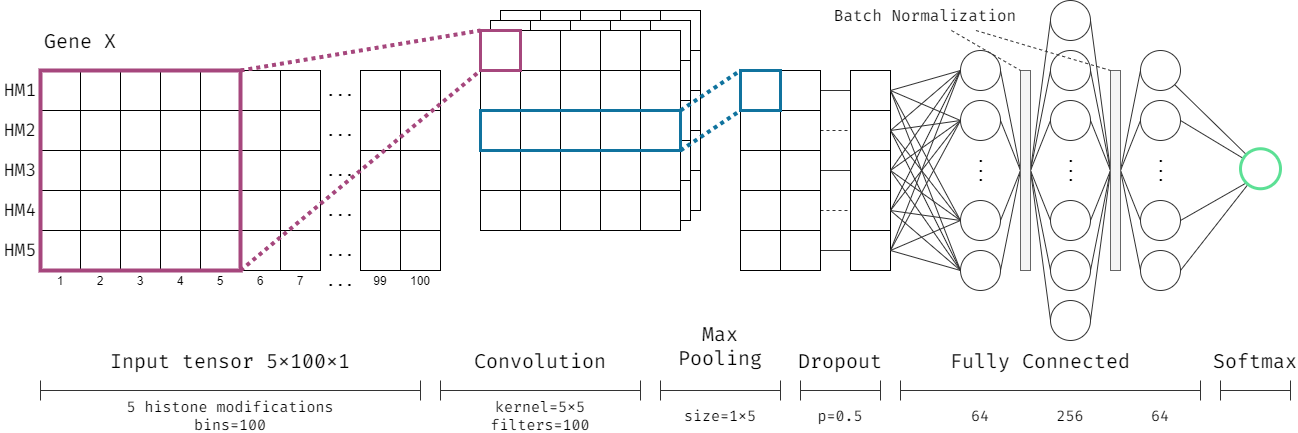 Batch Normalization
Gene X
HM1
HM2
HM3
HM4
HM5
...
...
...
...
...
1 2 3 4 5 6 7 ... 99 100
Input tensor 5×100×1
5 histone modifications
bins=100
Convolution
kernel=5×5
filters=100
Max
Pooling
size=1×5
Dropout
p=0.5
Fully Connected
64 256 64
Softmax